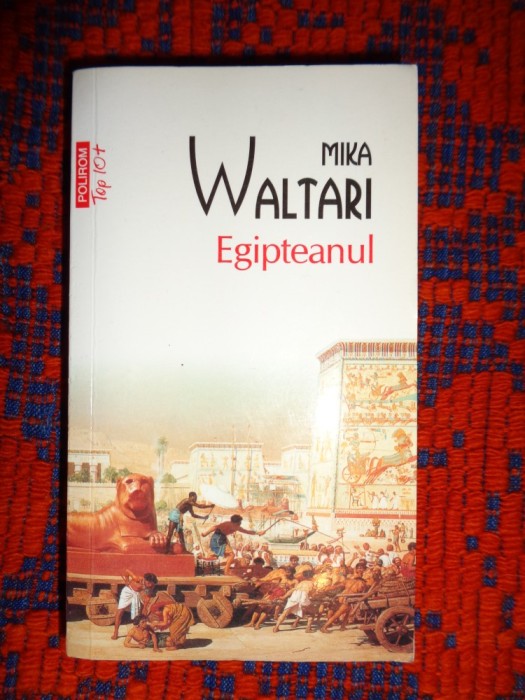 POLIROM
Top 10+
MIKA
WALTARI
Egipteanul